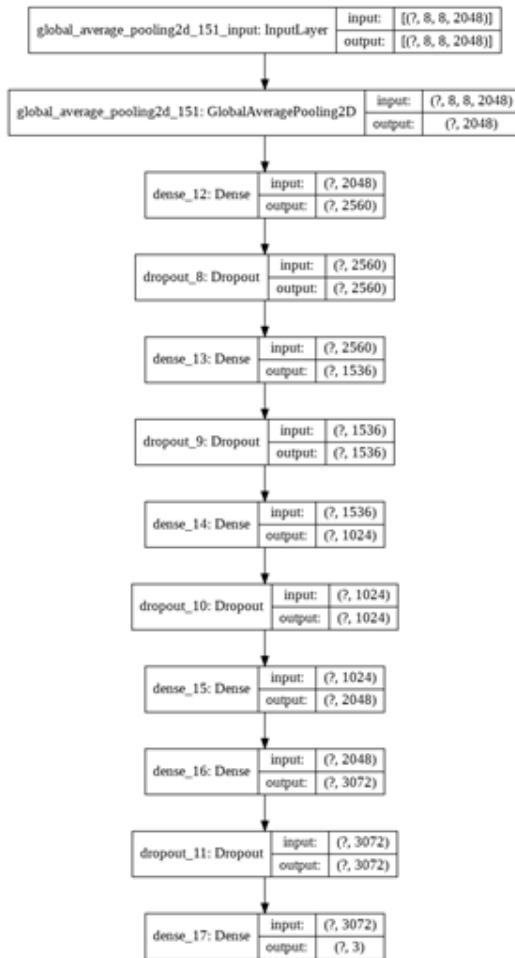 global_average_pooling2d_151_input: InputLayer
input: [(?, 8, 8, 2048)]
output: [(?, 8, 8, 2048)]
global_average_pooling2d_151: GlobalAveragePooling2D
input: (?, 8, 8, 2048)
output: (?, 2048)
dense_12: Dense
input: (?, 2048)
output: (?, 2560)
dropout_8: Dropout
input: (?, 2560)
output: (?, 2560)
dense_13: Dense
input: (?, 2560)
output: (?, 1536)
dropout_9: Dropout
input: (?, 1536)
output: (?, 1536)
dense_14: Dense
input: (?, 1536)
output: (?, 1024)
dropout_10: Dropout
input: (?, 1024)
output: (?, 1024)
dense_15: Dense
input: (?, 1024)
output: (?, 2048)
dense_16: Dense
input: (?, 2048)
output: (?, 3072)
dropout_11: Dropout
input: (?, 3072)
output: (?, 3072)
dense_17: Dense
input: (?, 3072)
output: (?, 3)